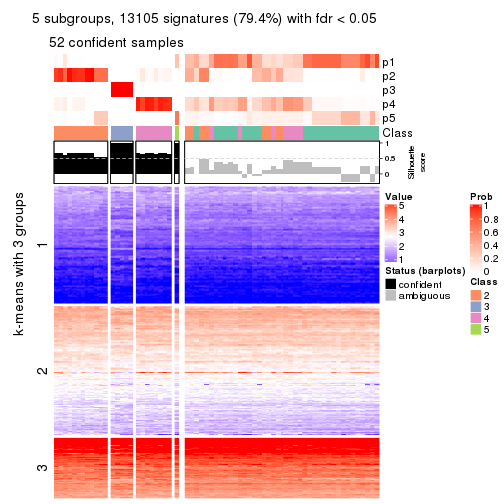 5 subgroups, 13105 signatures (79.4%) with fdr < 0.05
52 confident samples
p1
p2
p3
p4
p5
Class
1
0.5
0
Silhouette
score
k-means with 3 groups
1
2
3
Value
5
4
3
2
1
Status (barplots)
confident
ambiguous
Prob
1
0.8
0.6
0.4
0.2
0
Class
2
3
4
5